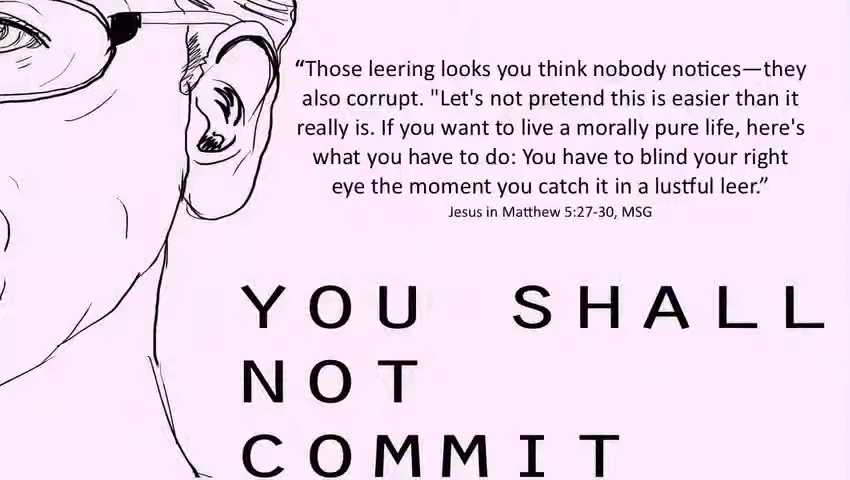 “Those leering looks you think nobody notices—they
also corrupt. "Let's not pretend this is easier than it
really is. If you want to live a morally pure life, here's
what you have to do: You have to blind your right
eye the moment you catch it in a lustful leer.”
Jesus in Matthew 5:27-30, MSG
YOU SHALL
NOT
COMMIT